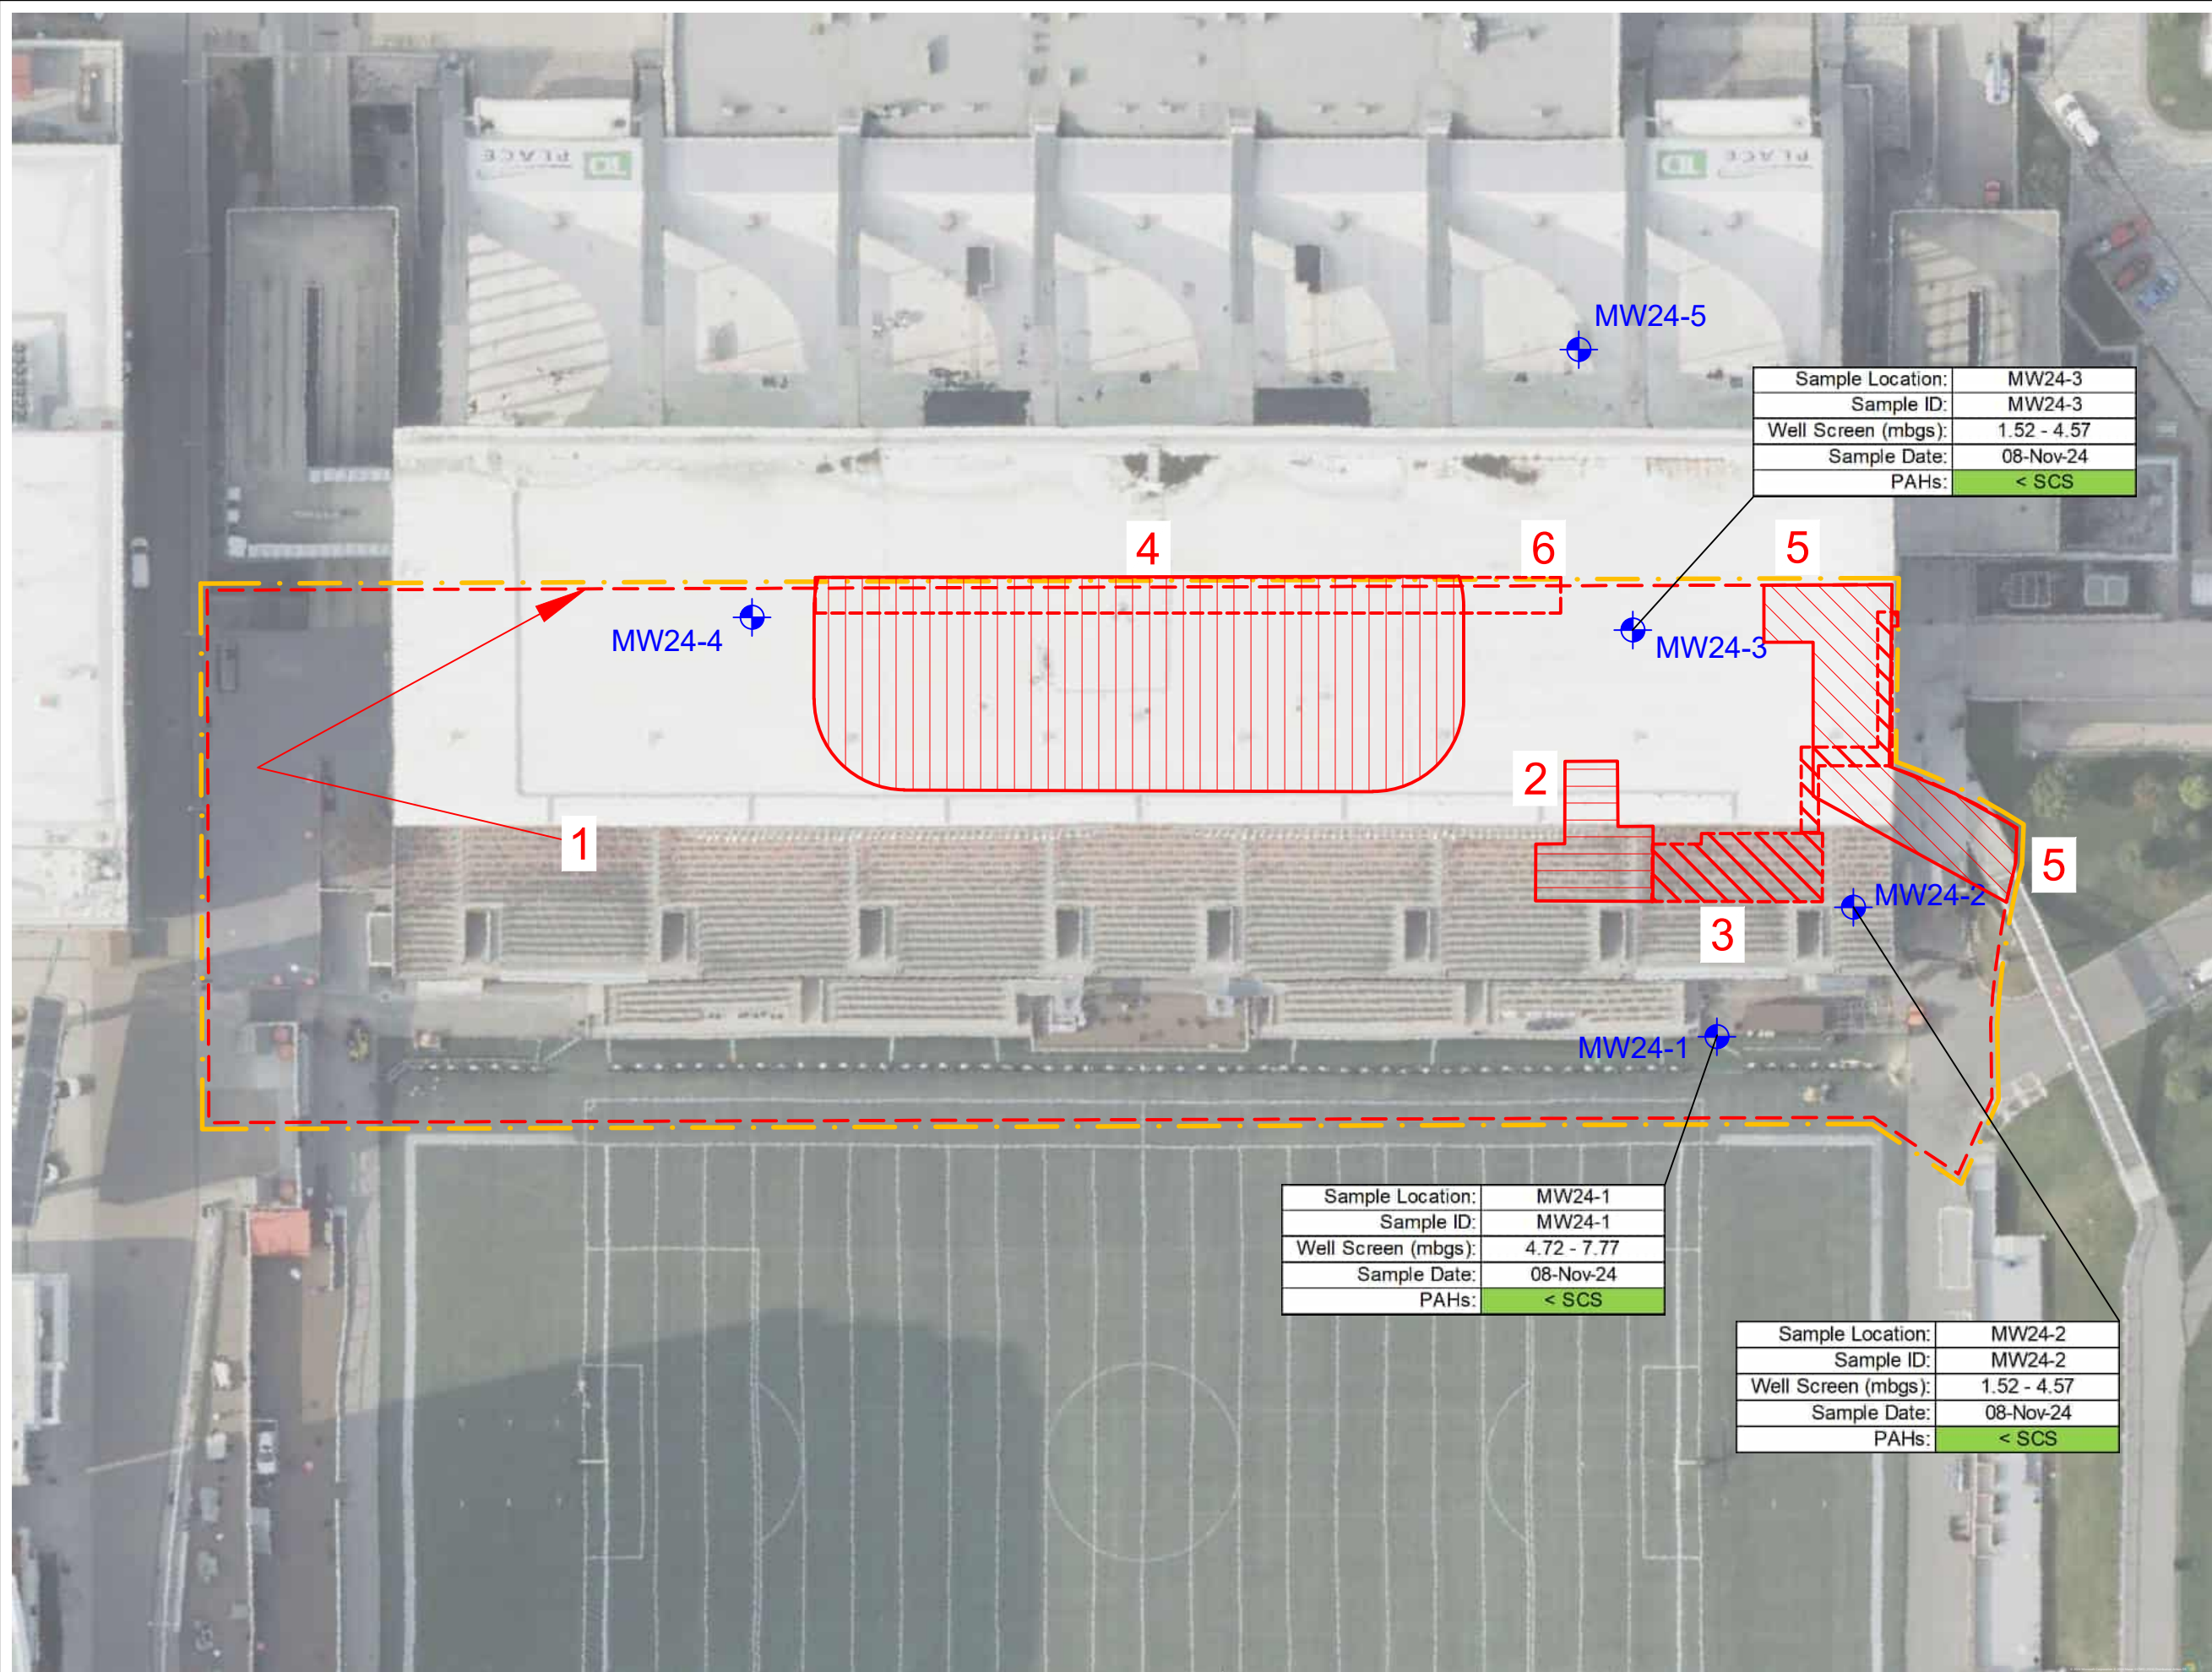 PLACE TD
TD PLACE
MW24-5
Sample Location: MW24-3
Sample ID: MW24-3
Well Screen (mbgs): 1.52 - 4.57
Sample Date: 08-Nov-24
PAHs: < SCS
4
6
5
MW24-4
MW24-3
2
1
5
MW24-2
3
MW24-1
Sample Location: MW24-1
Sample ID: MW24-1
Well Screen (mbgs): 4.72 - 7.77
Sample Date: 08-Nov-24
PAHs: < SCS
Sample Location: MW24-2
Sample ID: MW24-2
Well Screen (mbgs): 1.52 - 4.57
Sample Date: 08-Nov-24
PAHs: < SCS